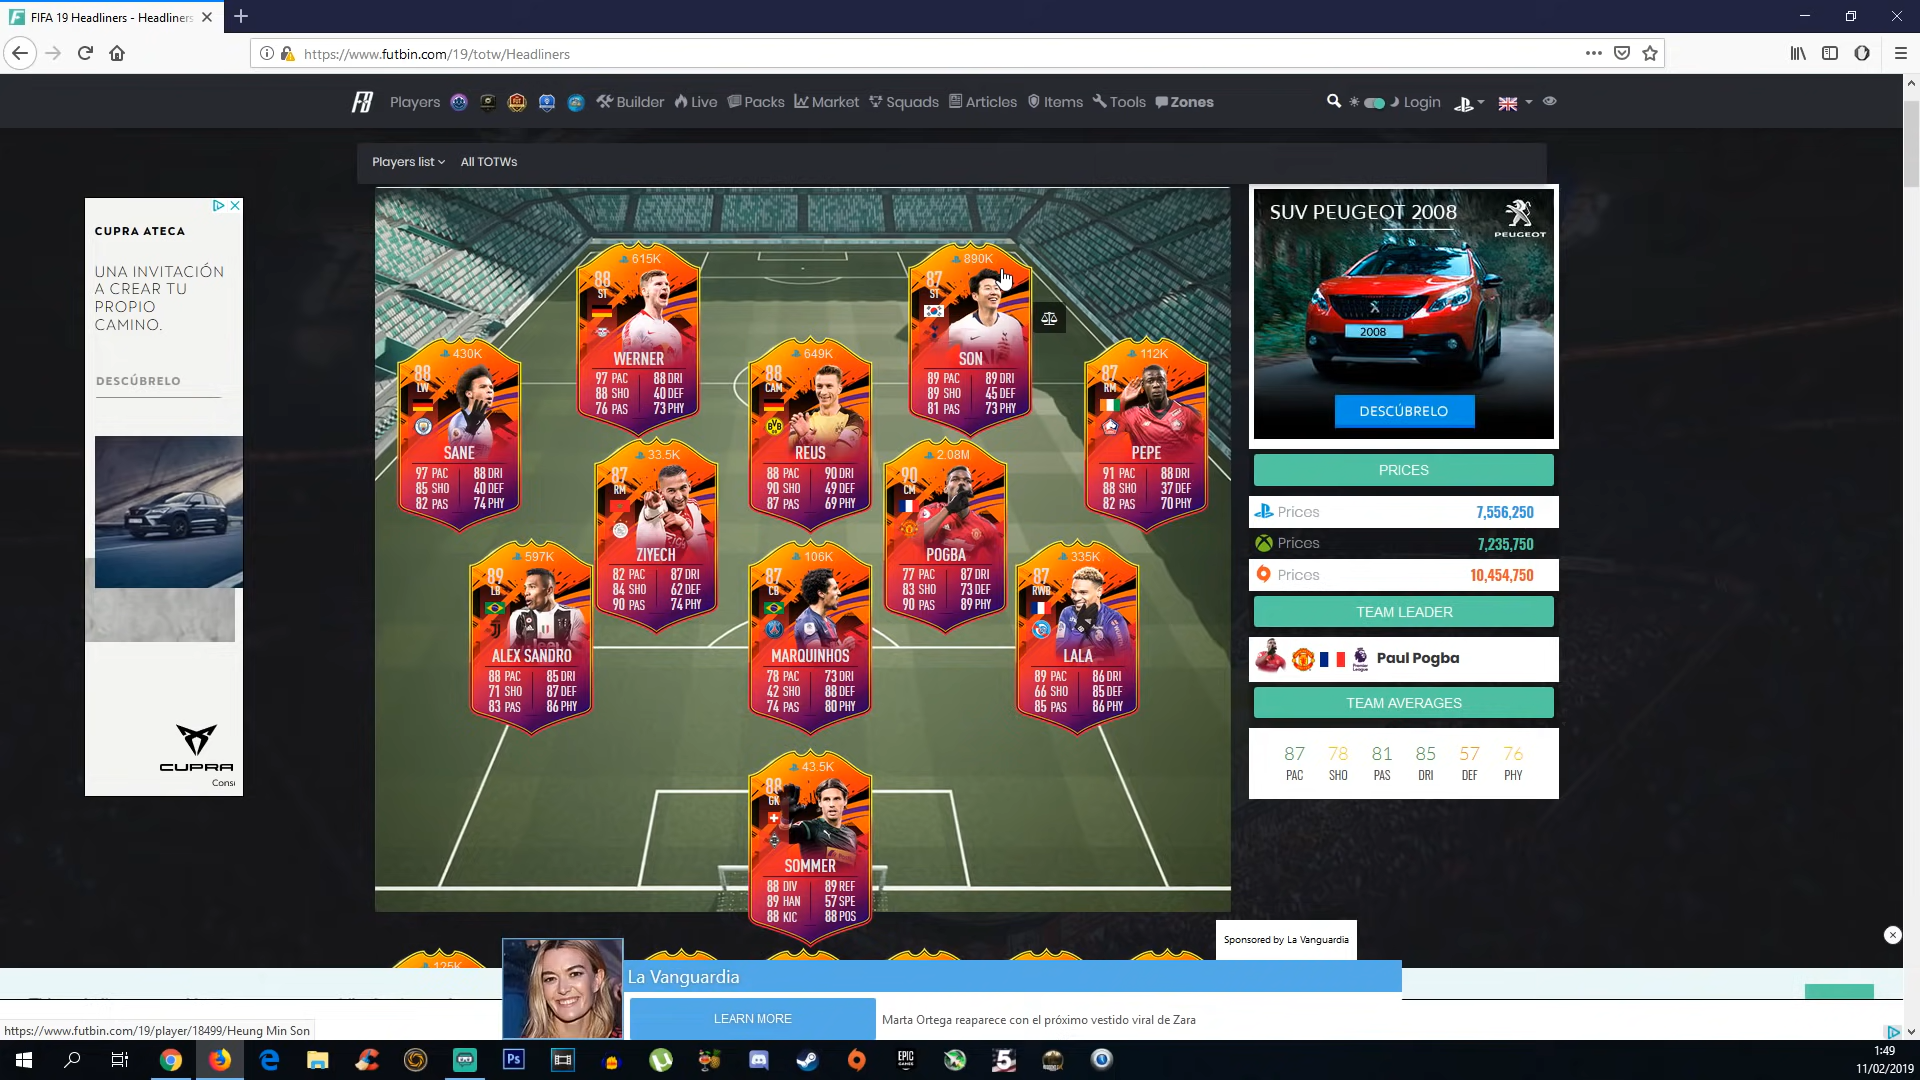 FIFA 19 Headliners - Headliners
https://www.futbin.com/19/totw/Headliners
Players Builder Live Packs Market Squads Articles Items Tools Zones Login
Players list All TOTWs
CUPRA ATECA
UNA INVITACIÓN
A CREAR TU
PROPIO
CAMINO.
DESCÚBRELO
CUPRA
Consi
615K
88
ST
WERNER
97 PAC 88 DRI
88 SHO 40 DEF
76 PAS 73 PHY
890K
87
ST
SON
89 PAC 89 DRI
89 SHO 45 DEF
81 PAS 73 PHY
430K
88
LW
SANE
97 PAC 88 DRI
85 SHO 40 DEF
82 PAS 74 PHY
649K
88
CAM
REUS
88 PAC 90 DRI
90 SHO 49 DEF
87 PAS 69 PHY
112K
87
RM
PEPE
91 PAC 88 DRI
88 SHO 37 DEF
82 PAS 70 PHY
33.5K
87
RM
ZIYECH
82 PAC 87 DRI
84 SHO 62 DEF
90 PAS 74 PHY
2.08M
90
CM
POGBA
77 PAC 87 DRI
83 SHO 73 DEF
90 PAS 89 PHY
597K
89
LB
ALEX SANDRO
88 PAC 85 DRI
71 SHO 87 DEF
83 PAS 86 PHY
106K
87
CB
MARQUINHOS
78 PAC 73 DRI
42 SHO 88 DEF
74 PAS 80 PHY
335K
87
RWB
LALA
89 PAC 86 DRI
66 SHO 85 DEF
85 PAS 86 PHY
43.5K
88
GK
SOMMER
88 DIV 89 REF
89 HAN 57 SPE
88 KIC 88 POS
125K
SUV PEUGEOT 2008
PEUGEOT
2008
DESCÚBRELO
PRICES
Prices 7,556,250
Prices 7,235,750
Prices 10,454,750
TEAM LEADER
Paul Pogba
TEAM AVERAGES
87 78 81 85 57 76
PAC SHO PAS DRI DEF PHY
Sponsored by La Vanguardia
La Vanguardia
LEARN MORE
Marta Ortega reaparece con el próximo vestido viral de Zara
https://www.futbin.com/19/player/18499/Heung Min Son
Ps
EPIC
GAMES
5
1:49
11/02/2019